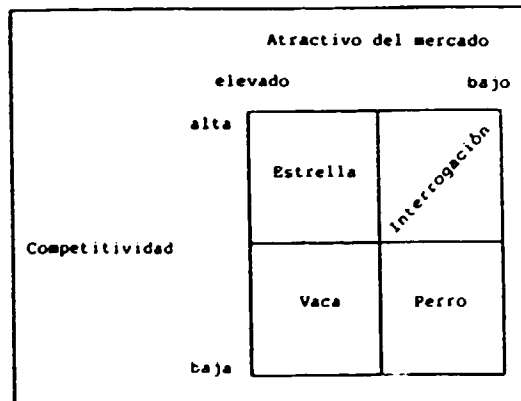 Atractivo del mercado
elevado bajo
alta
Estrella Interrogación
Competitividad
Vaca Perro
baja